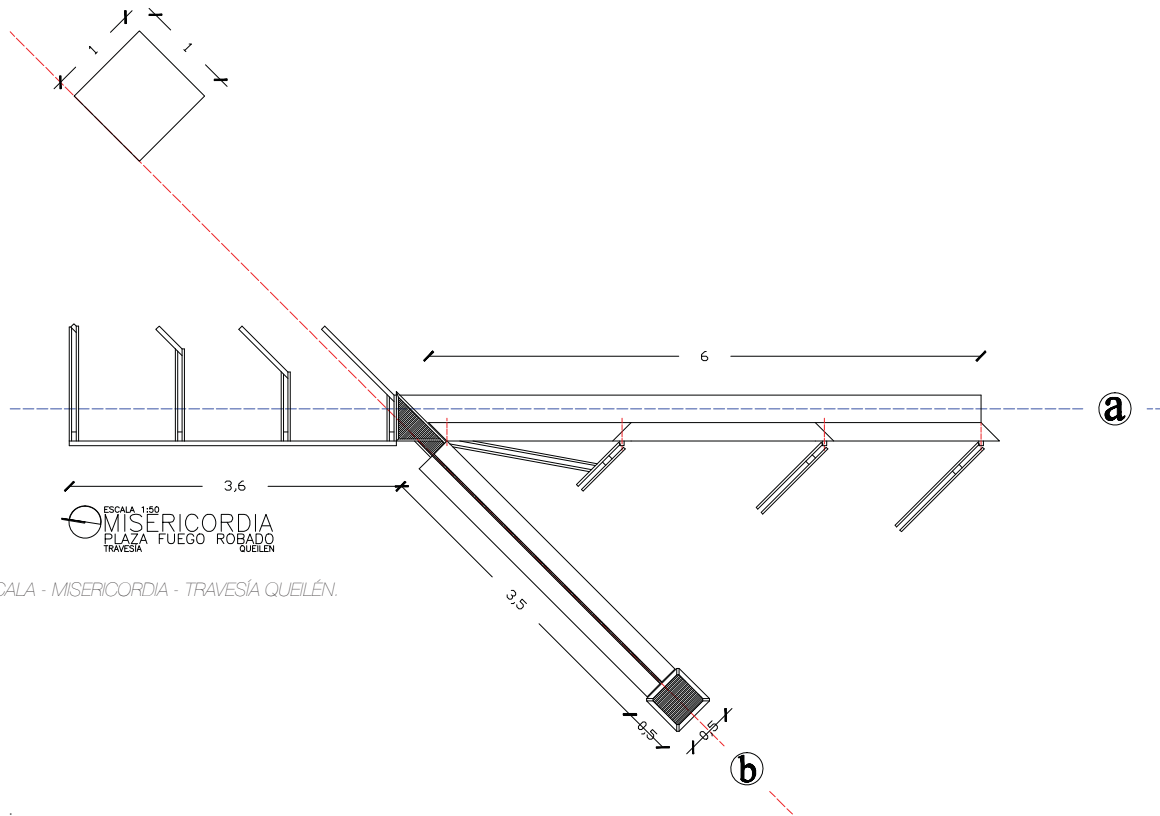 1
1
6
a
3,6
ESCALA 1:50
MISERICORDIA
PLAZA FUEGO ROBADO
TRAVESÍA QUEILEN
CALA - MISERICORDIA - TRAVESÍA QUEILÉN.
3,5
0,5
0,5
b